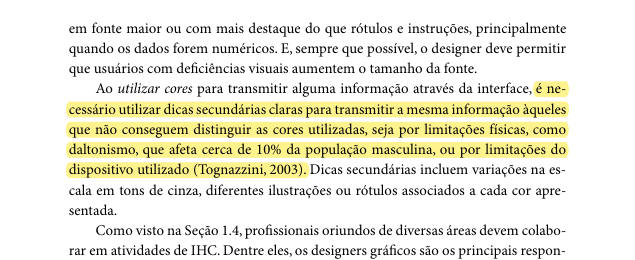 em fonte maior ou com mais destaque do que rótulos e instruções, principalmente
quando os dados forem numéricos. E, sempre que possível, o designer deve permitir
que usuários com deficiências visuais aumentem o tamanho da fonte.
Ao utilizar cores para transmitir alguma informação através da interface, é ne-
cessário utilizar dicas secundárias claras para transmitir a mesma informação àqueles
que não conseguem distinguir as cores utilizadas, seja por limitações físicas, como
daltonismo, que afeta cerca de 10% da população masculina, ou por limitações do
dispositivo utilizado (Tognazzini, 2003). Dicas secundárias incluem variações na es-
cala em tons de cinza, diferentes ilustrações ou rótulos associados a cada cor apre-
sentada.
Como visto na Seção 1.4, profissionais oriundos de diversas áreas devem colabo-
rar em atividades de IHC. Dentre eles, os designers gráficos são os principais respon-